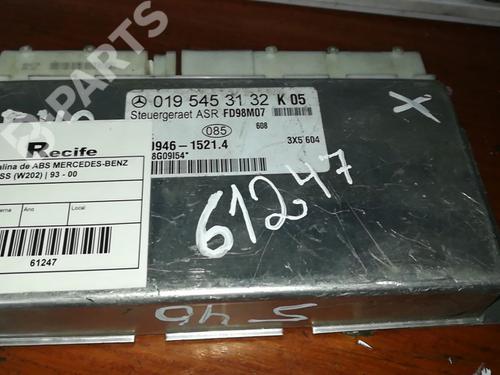 B PARTS
019 545 31 32 K 05
Steuergeraet ASR FD98M07
085 608
0946-1521.4 3X5 604
8G09I54*
Recife
alina de ABS MERCEDES-BENZ
SS (W202) | 93 - 00
Ano Local
61247
61247
X
S-46